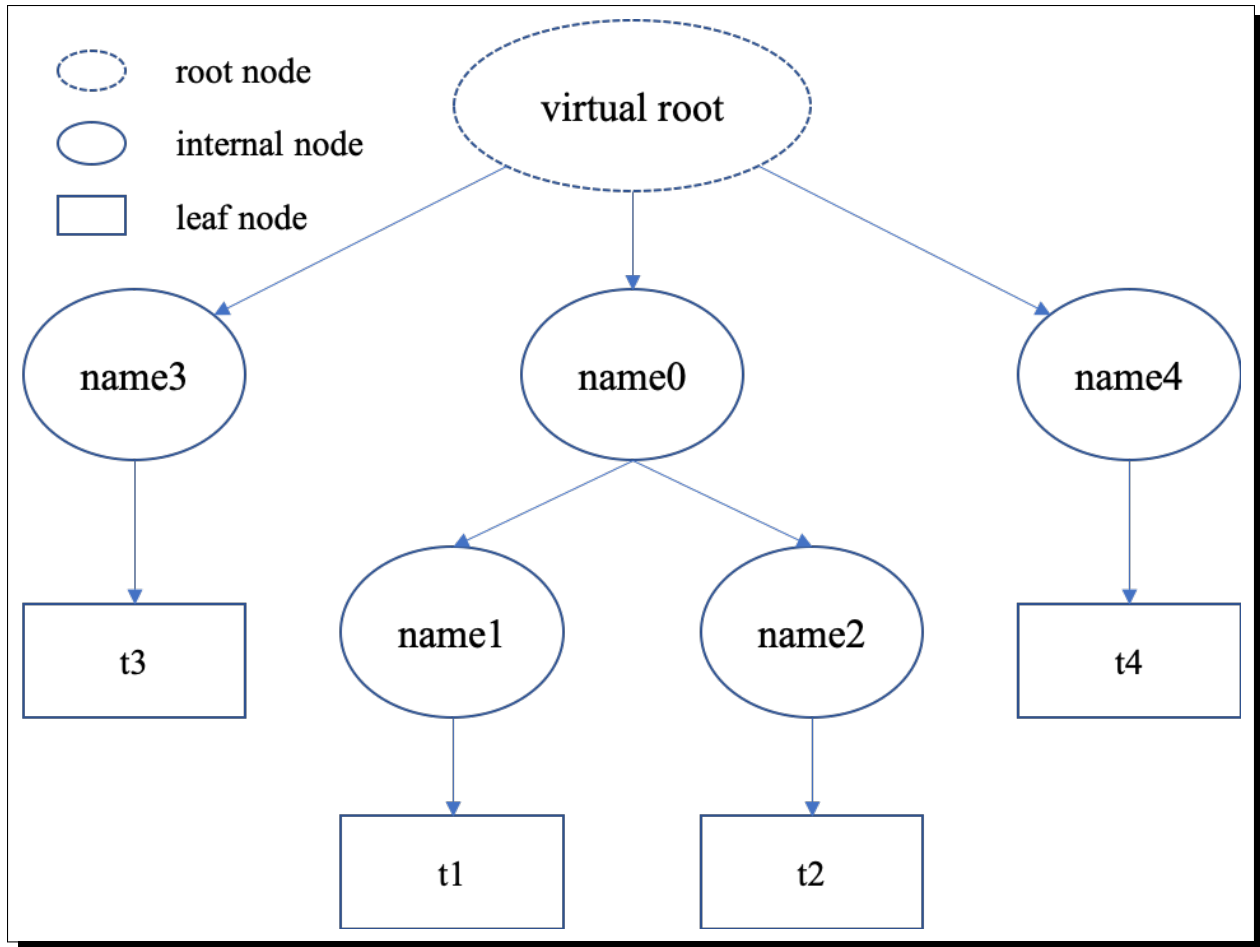 root node
internal node
leaf node
virtual root
name3
name0
name4
name1
name2
t3
t4
t1
t2